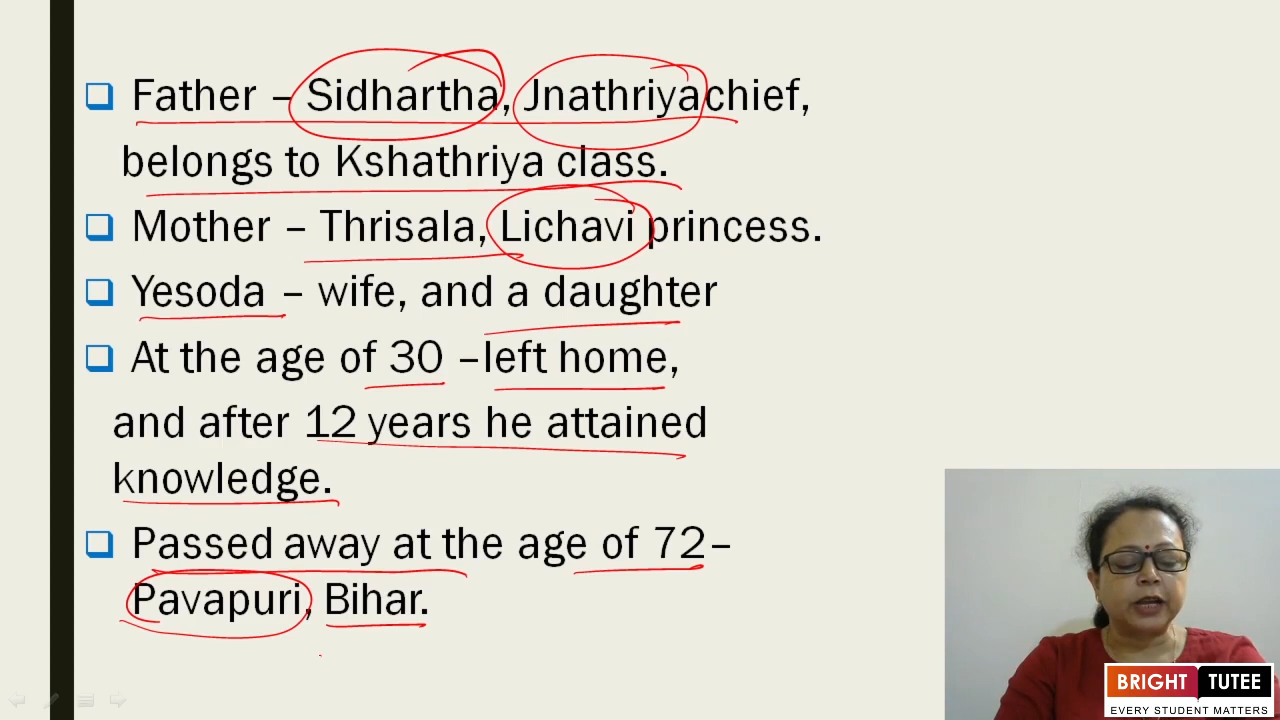 Father – Sidhartha, Jnathriya chief,
belongs to Kshathriya class.
Mother – Thrisala, Lichavi princess.
Yesoda – wife, and a daughter
At the age of 30 –left home,
and after 12 years he attained
knowledge.
Passed away at the age of 72–
Pavapuri, Bihar.
BRIGHT TUTEE
EVERY STUDENT MATTERS